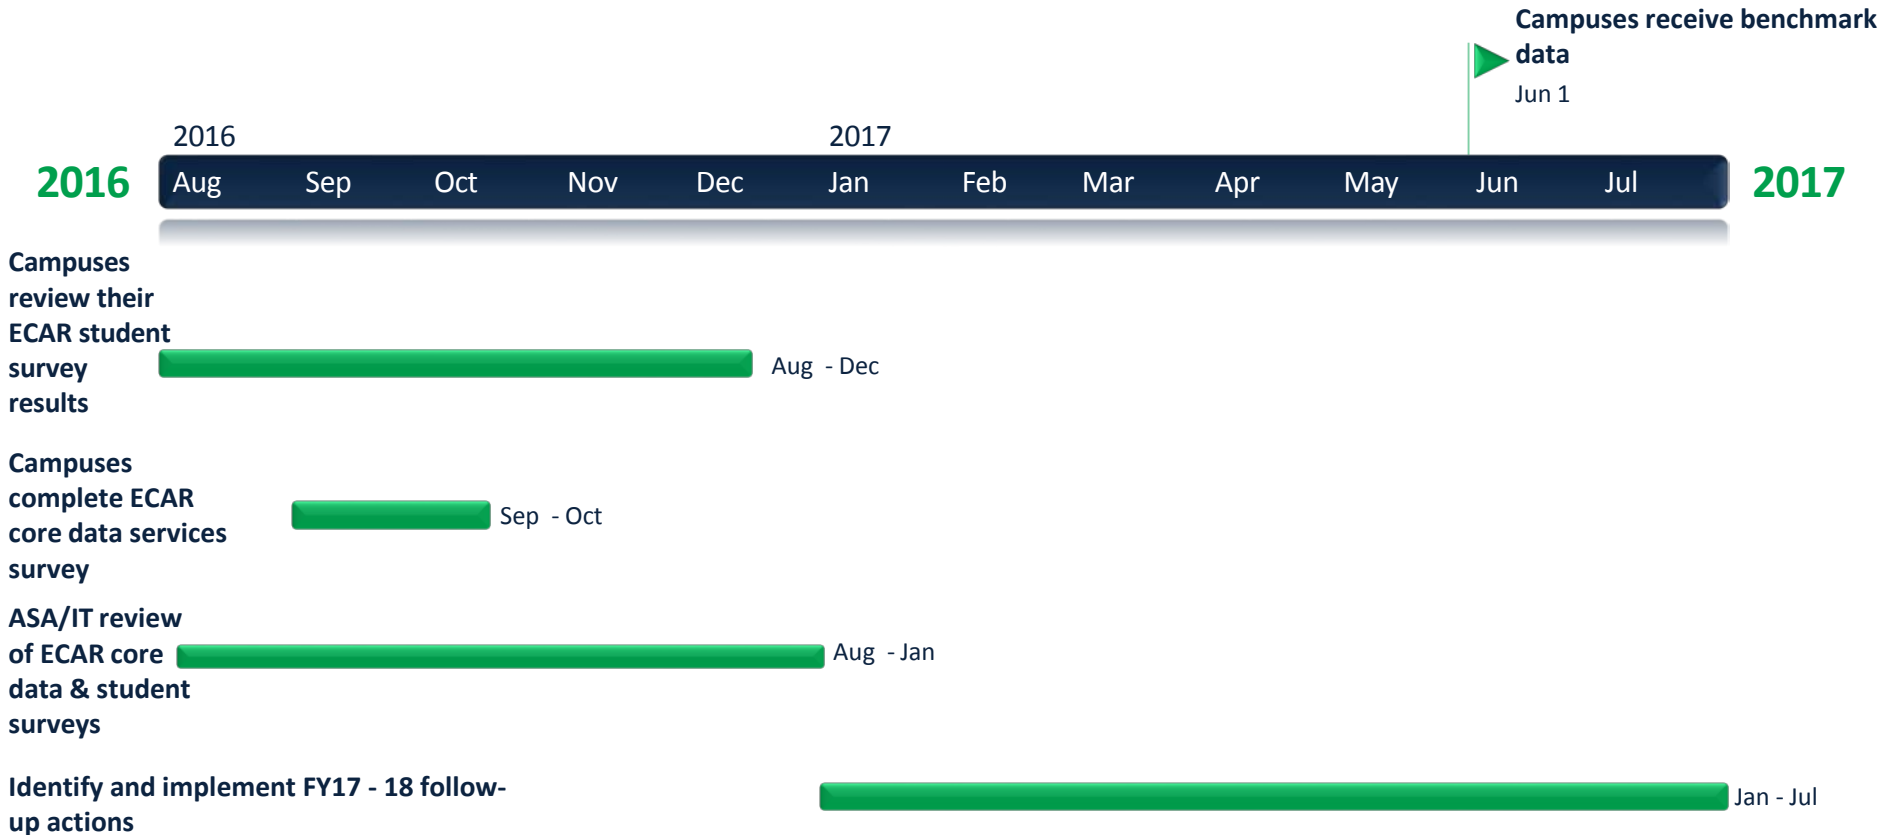 Campuses receive benchmark
data
Jun 1
2016
2017
2016
Aug Sep Oct Nov Dec Jan Feb Mar Apr May Jun Jul
2017
Campuses
review their
ECAR student
survey
results
Aug - Dec
Campuses
complete ECAR
core data services
survey
Sep - Oct
ASA/IT review
of ECAR core
data & student
surveys
Aug - Jan
Identify and implement FY17 - 18 follow-
up actions
Jan - Jul